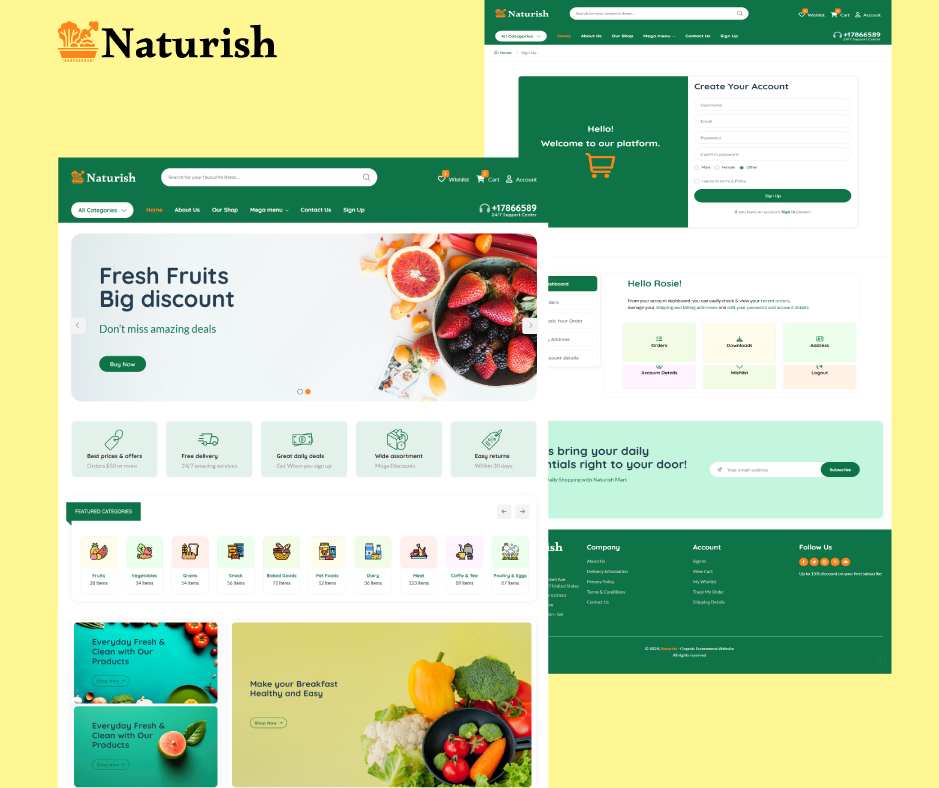 Naturish
Naturish
Search for your favourite items...
Wishlist
Cart
Account
All Categories
Home
About Us
Our Shop
Mega menu
Contact Us
Sign Up
+17866589
24/7 Support Center
Home
Sign Up
Hello!
Welcome to our platform.
Create Your Account
Username
Email
Password
Confirm password
Male
Female
Other
I agree to terms & Policy.
Sign Up
If you have an account Sign in please!
Naturish
Search for your favourite items...
Wishlist
Cart
Account
All Categories
Home
About Us
Our Shop
Mega menu
Contact Us
Sign Up
+17866589
24/7 Support Center
Fresh Fruits
Big discount
Don't miss amazing deals
Buy Now
Hello Rosie!
From your account dashboard. you can easily check & view your recent orders,
manage your shipping and billing addresses and edit your password and account details.
Orders
Downloads
Address
Account Details
Wishlist
Logout
Best prices & offers
Orders $50 or more
Free delivery
24/7 amazing services
Great daily deals
Get When you sign up
Wide assortment
Mega Discounts
Easy returns
Within 30 days
bring your daily
right to your door!
Shopping with Naturish Mart
Your email address
Subscribe
FEATURED CATEGORIES
Fruits
Vegetables
Grains
Snack
Baked Goods
Pet Foods
Dairy
Meat
Coffe & Tea
Poultry & Eggs
28 Items
14 Items
54 Items
56 Items
72 Items
12 Items
36 Items
123 Items
89 Items
87 Items
Company
About Us
Delivery Information
Privacy Policy
Terms & Conditions
Contact Us
Account
Sign In
View Cart
My Wishlist
Track My Order
Shipping Details
Follow Us
Up to 15% discount on your first subscribe
© 2024, Naturish - Organic Ecommerce Website
All rights reserved
Everyday Fresh &
Clean with Our
Products
Shop Now
Everyday Fresh &
Clean with Our
Products
Shop Now
Make your Breakfast
Healthy and Easy
Shop Now